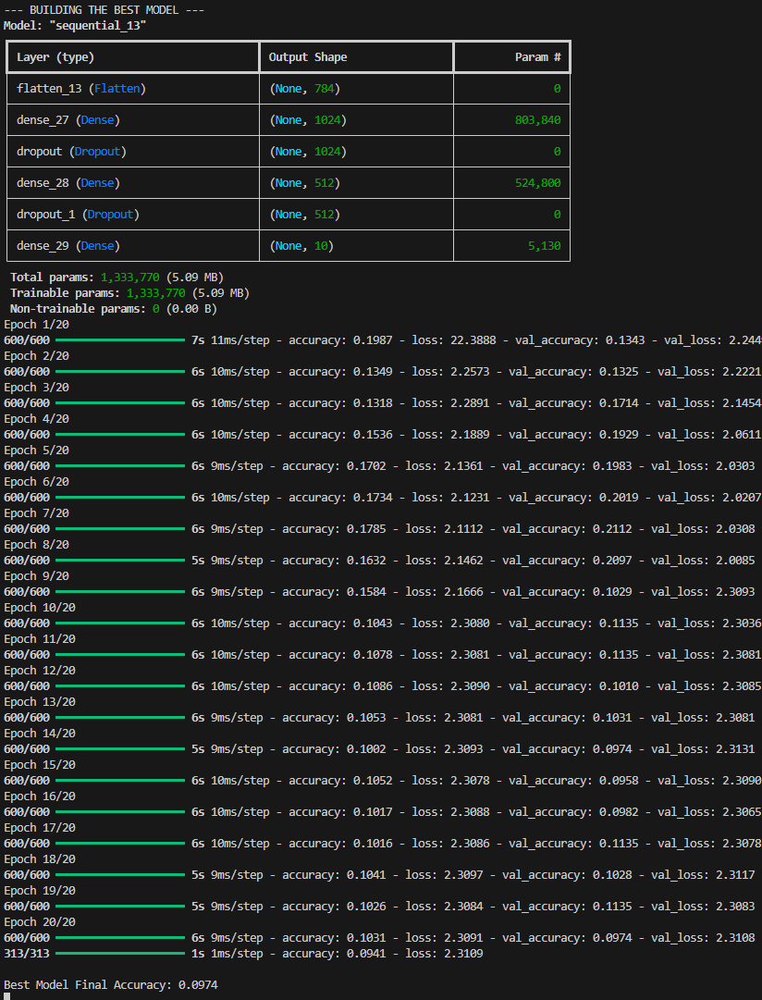 --- BUILDING THE BEST MODEL ---
Model: "sequential_13"
Layer (type) Output Shape Param #
flatten_13 (Flatten) (None, 784) 0
dense_27 (Dense) (None, 1024) 803,840
dropout (Dropout) (None, 1024) 0
dense_28 (Dense) (None, 512) 524,800
dropout_1 (Dropout) (None, 512) 0
dense_29 (Dense) (None, 10) 5,130
Total params: 1,333,770 (5.09 MB)
Trainable params: 1,333,770 (5.09 MB)
Non-trainable params: 0 (0.00 B)
Epoch 1/20
600/600 7s 11ms/step - accuracy: 0.1987 - loss: 22.3888 - val_accuracy: 0.1343 - val_loss: 2.244
Epoch 2/20
600/600 6s 10ms/step - accuracy: 0.1349 - loss: 2.2573 - val_accuracy: 0.1325 - val_loss: 2.2221
Epoch 3/20
600/600 6s 10ms/step - accuracy: 0.1318 - loss: 2.2891 - val_accuracy: 0.1714 - val_loss: 2.1454
Epoch 4/20
600/600 6s 10ms/step - accuracy: 0.1536 - loss: 2.1889 - val_accuracy: 0.1929 - val_loss: 2.0611
Epoch 5/20
600/600 6s 9ms/step - accuracy: 0.1702 - loss: 2.1361 - val_accuracy: 0.1983 - val_loss: 2.0303
Epoch 6/20
600/600 6s 10ms/step - accuracy: 0.1734 - loss: 2.1231 - val_accuracy: 0.2019 - val_loss: 2.0207
Epoch 7/20
600/600 6s 9ms/step - accuracy: 0.1785 - loss: 2.1112 - val_accuracy: 0.2112 - val_loss: 2.0308
Epoch 8/20
600/600 5s 9ms/step - accuracy: 0.1632 - loss: 2.1462 - val_accuracy: 0.2097 - val_loss: 2.0085
Epoch 9/20
600/600 6s 9ms/step - accuracy: 0.1584 - loss: 2.1666 - val_accuracy: 0.1029 - val_loss: 2.3093
Epoch 10/20
600/600 6s 10ms/step - accuracy: 0.1043 - loss: 2.3080 - val_accuracy: 0.1135 - val_loss: 2.3036
Epoch 11/20
600/600 6s 10ms/step - accuracy: 0.1078 - loss: 2.3081 - val_accuracy: 0.1135 - val_loss: 2.3081
Epoch 12/20
600/600 6s 10ms/step - accuracy: 0.1086 - loss: 2.3090 - val_accuracy: 0.1010 - val_loss: 2.3085
Epoch 13/20
600/600 6s 9ms/step - accuracy: 0.1053 - loss: 2.3081 - val_accuracy: 0.1031 - val_loss: 2.3081
Epoch 14/20
600/600 5s 9ms/step - accuracy: 0.1002 - loss: 2.3093 - val_accuracy: 0.0974 - val_loss: 2.3131
Epoch 15/20
600/600 6s 10ms/step - accuracy: 0.1052 - loss: 2.3078 - val_accuracy: 0.0958 - val_loss: 2.3090
Epoch 16/20
600/600 6s 10ms/step - accuracy: 0.1017 - loss: 2.3088 - val_accuracy: 0.0982 - val_loss: 2.3065
Epoch 17/20
600/600 6s 10ms/step - accuracy: 0.1016 - loss: 2.3086 - val_accuracy: 0.1135 - val_loss: 2.3078
Epoch 18/20
600/600 5s 9ms/step - accuracy: 0.1041 - loss: 2.3097 - val_accuracy: 0.1028 - val_loss: 2.3117
Epoch 19/20
600/600 5s 9ms/step - accuracy: 0.1026 - loss: 2.3084 - val_accuracy: 0.1135 - val_loss: 2.3083
Epoch 20/20
600/600 6s 9ms/step - accuracy: 0.1031 - loss: 2.3091 - val_accuracy: 0.0974 - val_loss: 2.3108
313/313 1s 1ms/step - accuracy: 0.0941 - loss: 2.3109
Best Model Final Accuracy: 0.0974